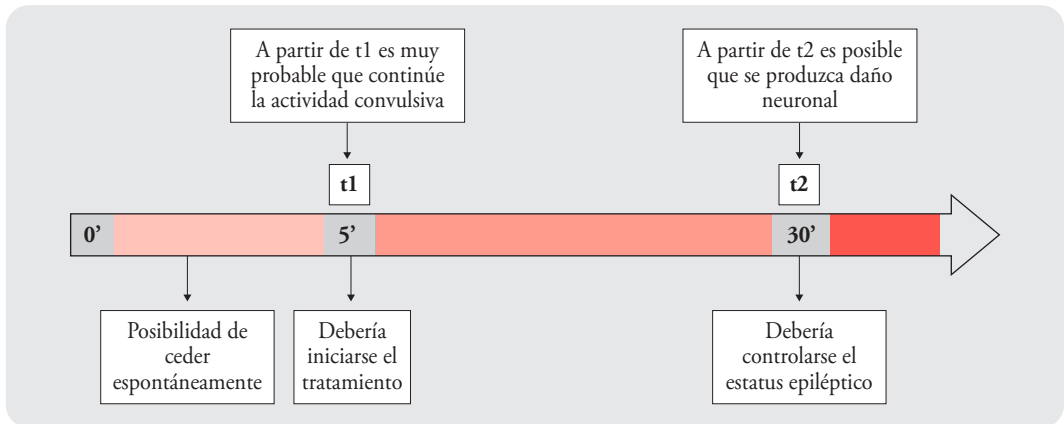 A partir de t1 es muy
probable que continúe
la actividad convulsiva
A partir de t2 es posible
que se produzca daño
neuronal
t1
t2
0’
5’
30’
Posibilidad de
ceder
espontáneamente
Debería
iniciarse el
tratamiento
Debería
controlarse el
estatus epiléptico